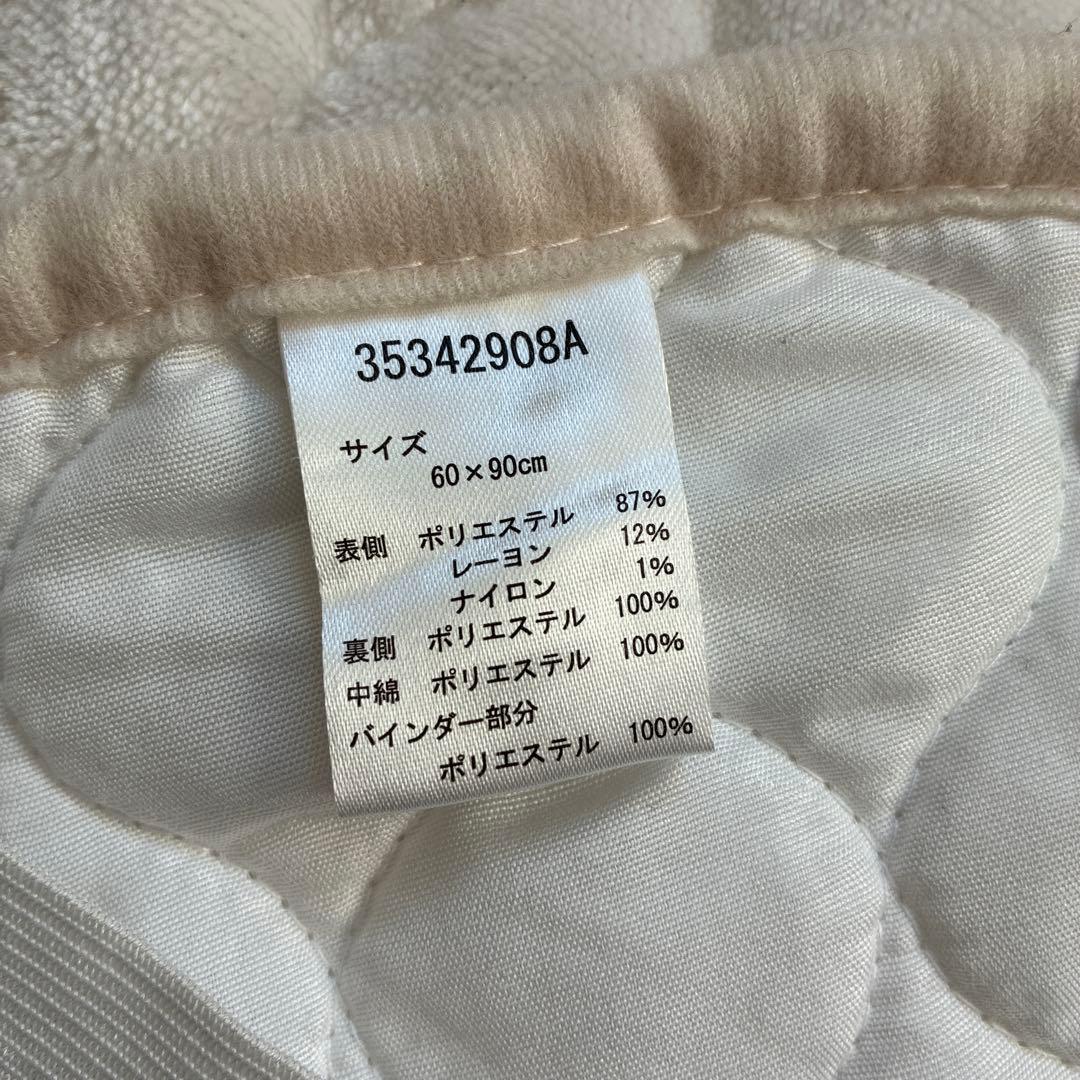 35342908A
サイズ
60×90cm
表側 ポリエステル 87%
レーヨン 12%
ナイロン 1%
裏側 ポリエステル 100%
中綿 ポリエステル 100%
バインダー部分
ポリエステル 100%